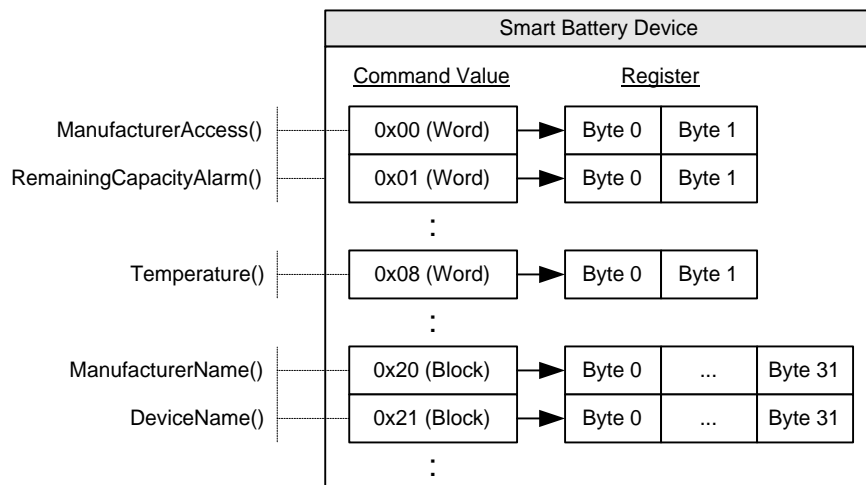 Smart Battery Device
Command Value Register
ManufacturerAccess() 0x00 (Word) Byte 0 Byte 1
RemainingCapacityAlarm() 0x01 (Word) Byte 0 Byte 1
:
Temperature() 0x08 (Word) Byte 0 Byte 1
:
ManufacturerName() 0x20 (Block) Byte 0 ... Byte 31
DeviceName() 0x21 (Block) Byte 0 ... Byte 31
: